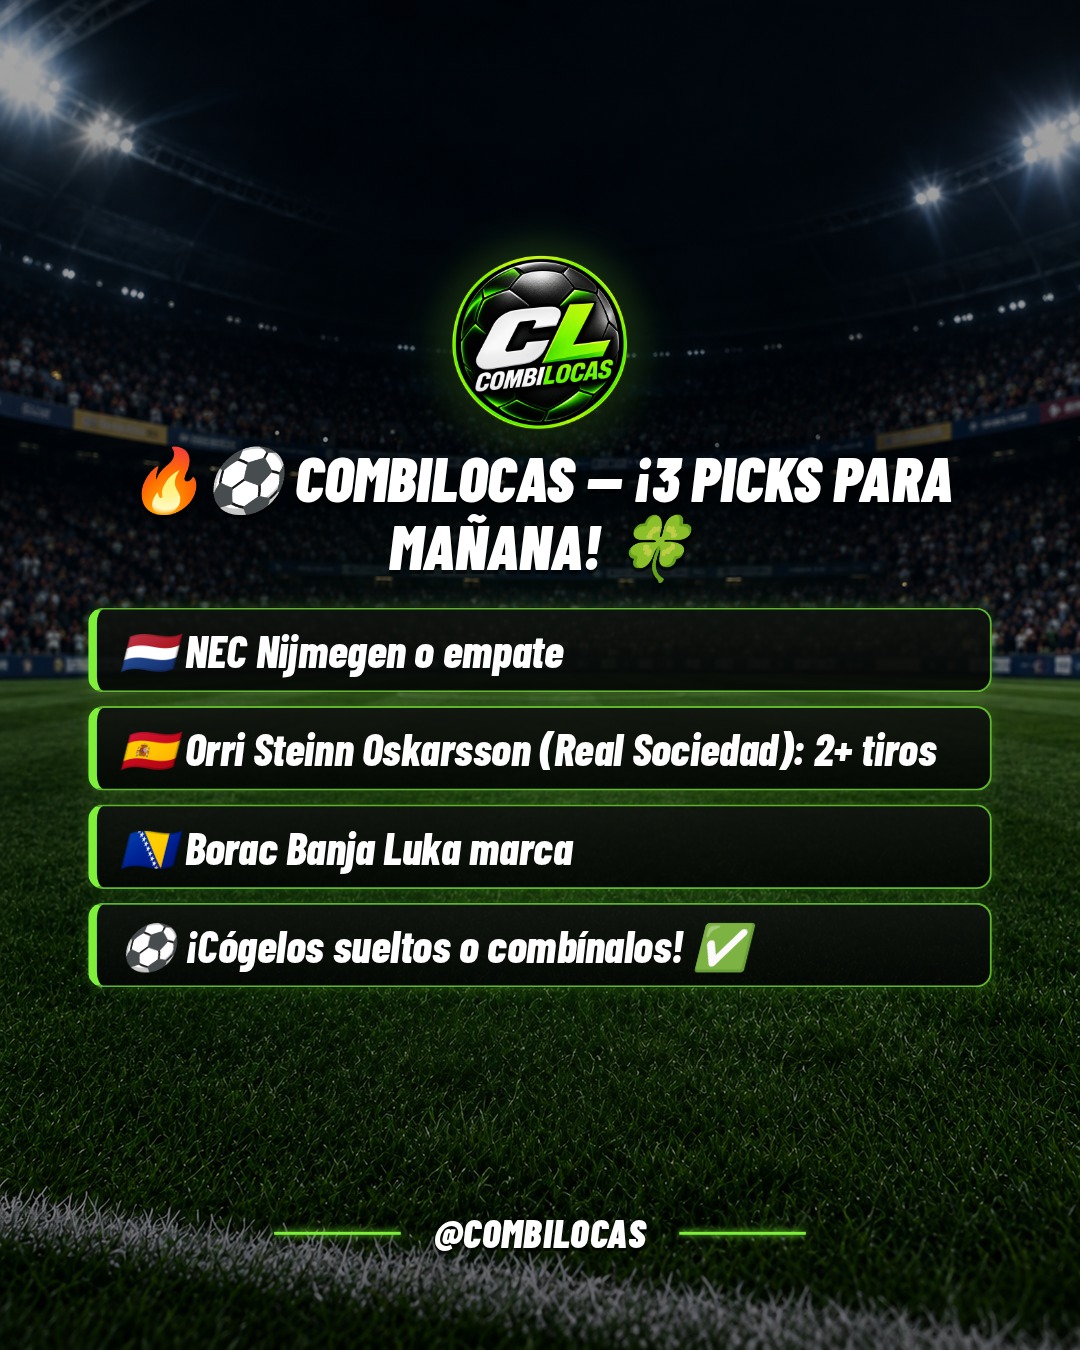 CL
COMBILOCAS
🔥⚽ COMBILOCAS – ¡3 PICKS PARA
MAÑANA! 🍀
🇳🇱 NEC Nijmegen o empate
🇪🇸 Orri Steinn Oskarsson (Real Sociedad): 2+ tiros
🇧🇦 Borac Banja Luka marca
⚽ ¡Cógelos sueltos o combínalos! ✅
@COMBILOCAS